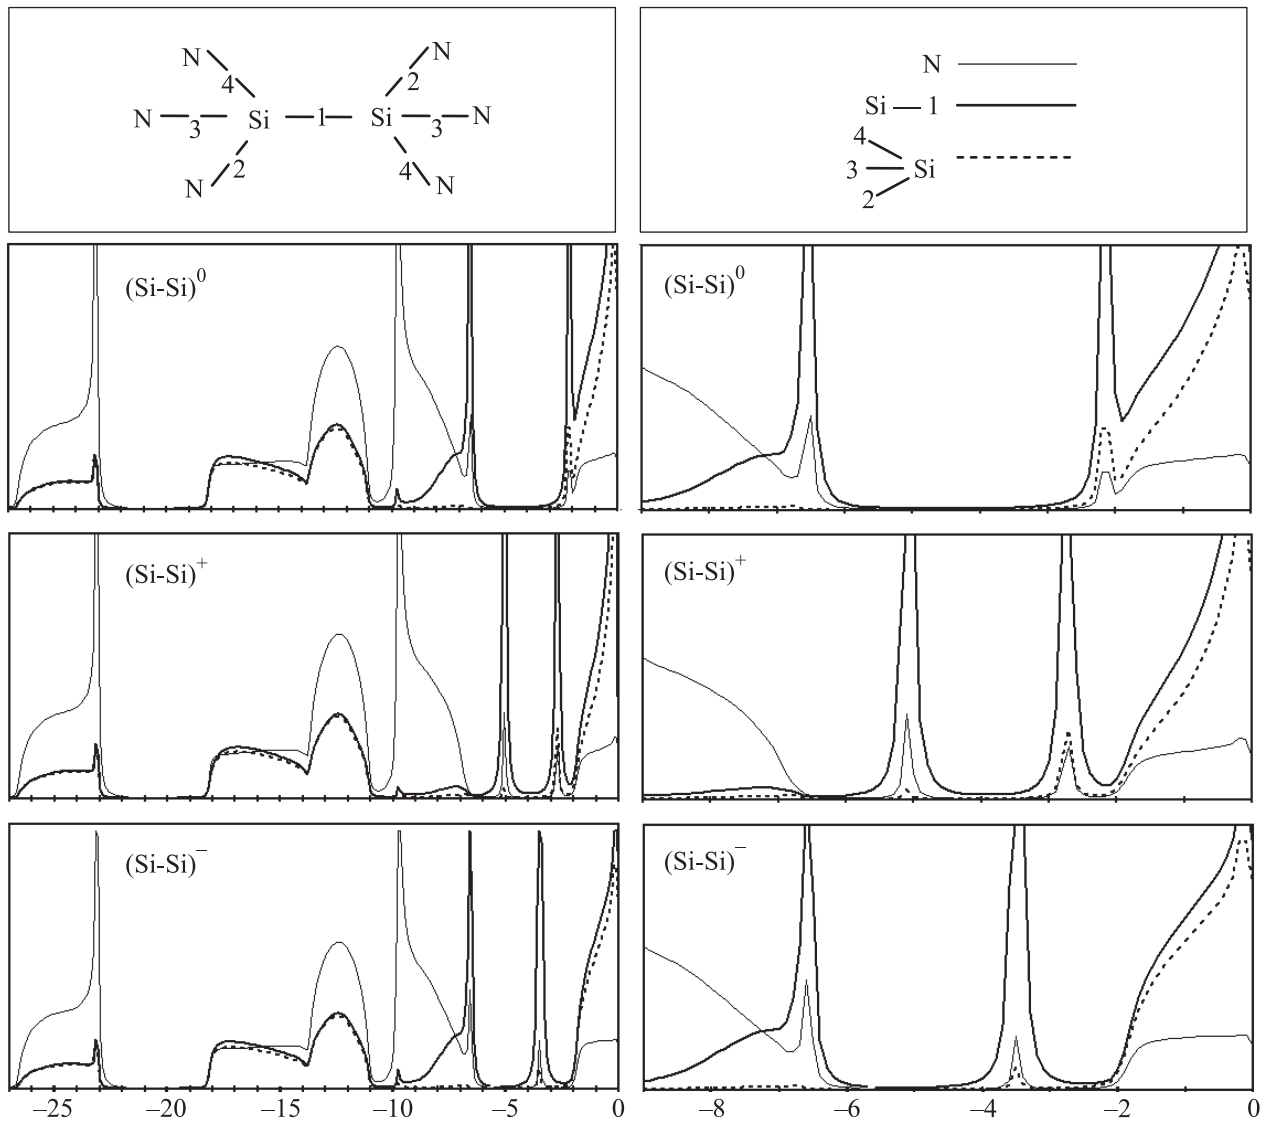 N N
4 2
N 3 Si 1 Si 3 N
2 4
N N
N
Si 1
4
3 Si
2
(Si-Si)⁰
(Si-Si)⁰
(Si-Si)⁺
(Si-Si)⁺
(Si-Si)⁻
(Si-Si)⁻
–25 –20 –15 –10 –5 0
–8 –6 –4 –2 0